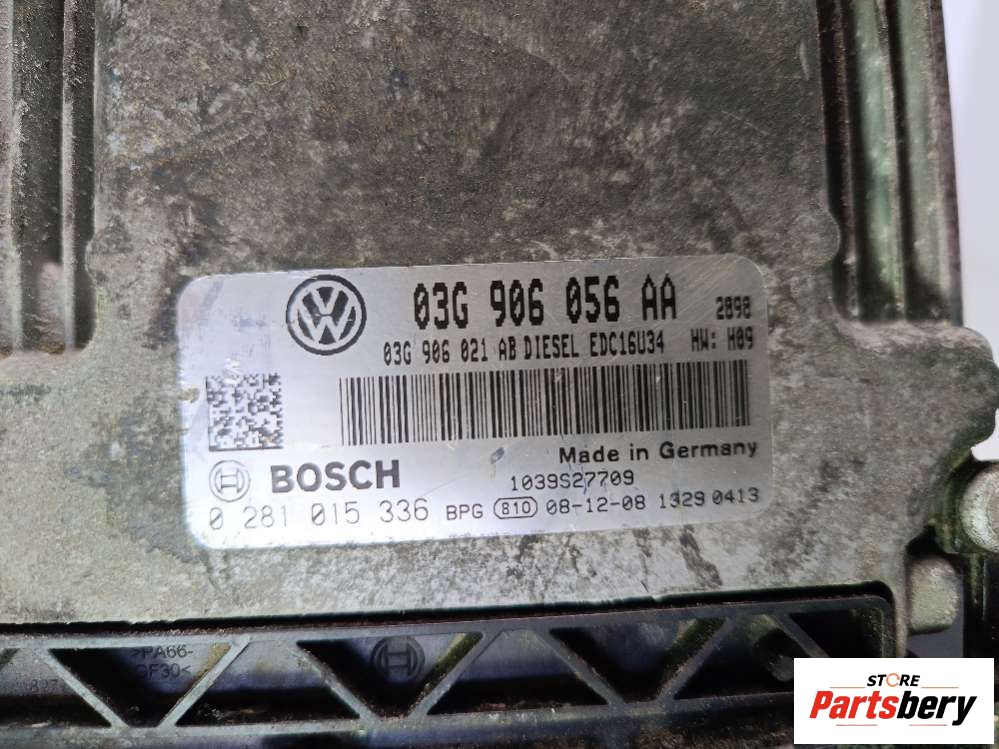 03G 906 056 AA 2898
03G 906 021 AB DIESEL EDC16U34 HW: H09
Made in Germany
BOSCH 1039S27709
0 281 015 336 BPG 810 08-12-08 1329 0413
>PA66-
GF30<
STORE
Partsbery